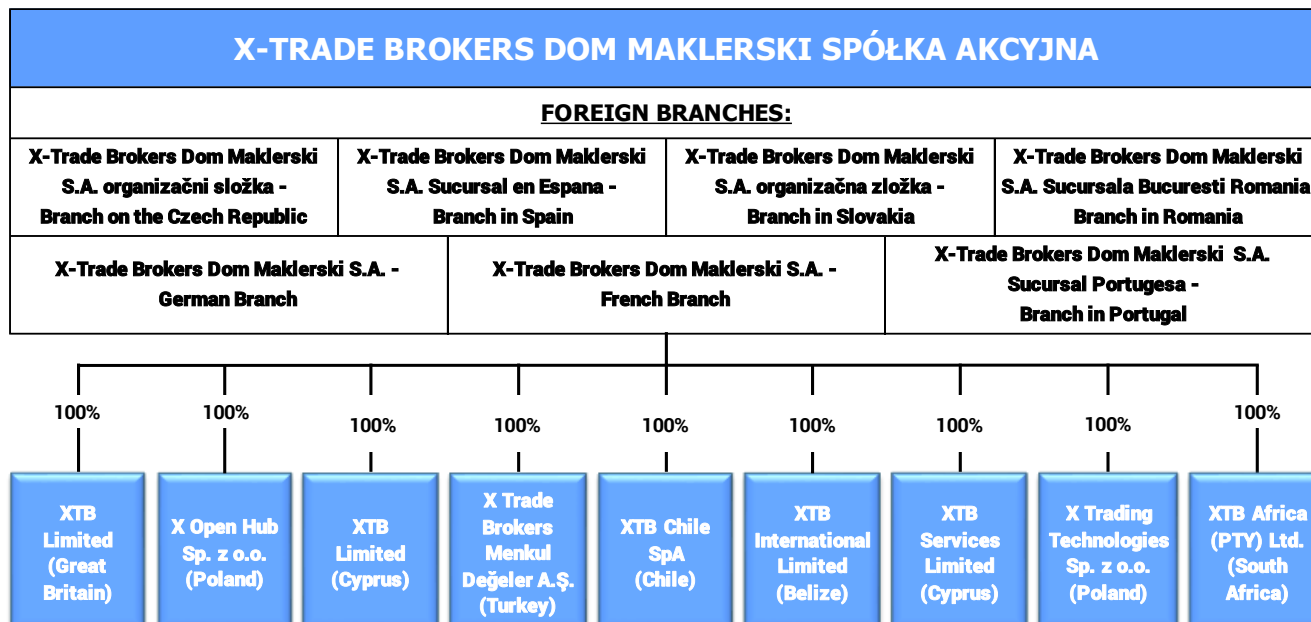 X-TRADE BROKERS DOM MAKLERSKI SPÓŁKA AKCYJNA
FOREIGN BRANCHES:
X-Trade Brokers Dom Maklerski
S.A. organizačni složka -
Branch on the Czech Republic
X-Trade Brokers Dom Maklerski
S.A. Sucursal en Espana -
Branch in Spain
X-Trade Brokers Dom Maklerski
S.A. organizačna zložka -
Branch in Slovakia
X-Trade Brokers Dom Maklerski
S.A. Sucursala Bucuresti Romania
Branch in Romania
X-Trade Brokers Dom Maklerski S.A. -
German Branch
X-Trade Brokers Dom Maklerski S.A. -
French Branch
X-Trade Brokers Dom Maklerski S.A.
Sucursal Portugesa -
Branch in Portugal
100%
100%
100%
100%
100%
100%
100%
100%
100%
XTB
Limited
(Great
Britain)
X Open Hub
Sp. z o.o.
(Poland)
XTB
Limited
(Cyprus)
X Trade
Brokers
Menkul
Değeler A.Ş.
(Turkey)
XTB Chile
SpA
(Chile)
XTB
International
Limited
(Belize)
XTB
Services
Limited
(Cyprus)
X Trading
Technologies
Sp. z o.o.
(Poland)
XTB Africa
(PTY) Ltd.
(South
Africa)